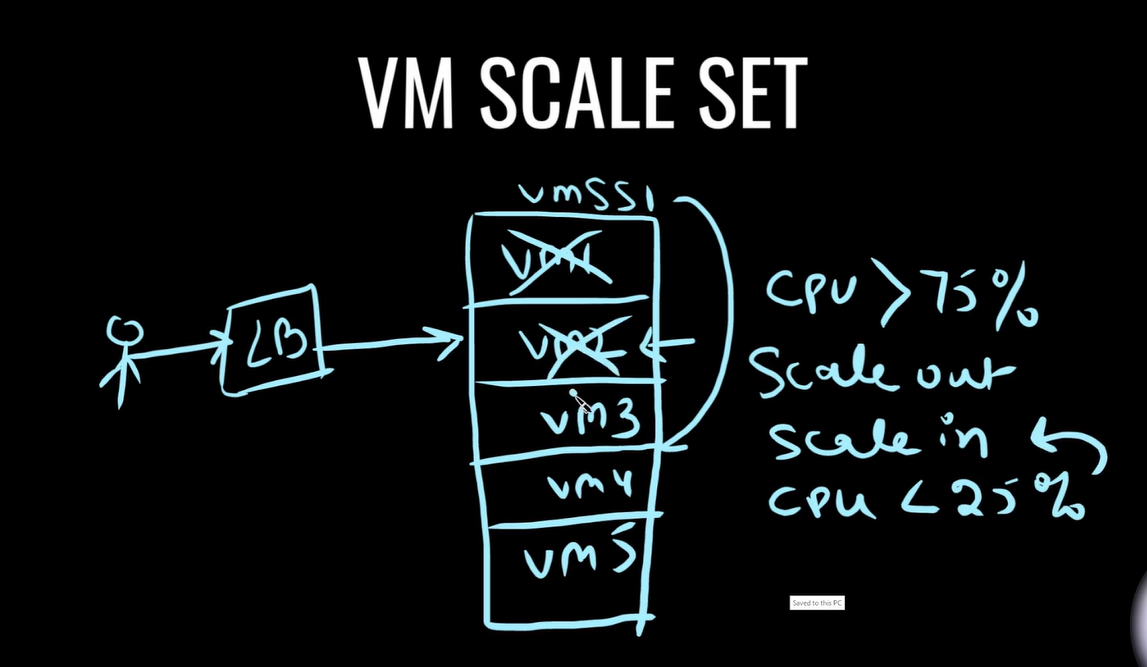 VM SCALE SET
vmSS1
vm1
LB
vm2
vm3
vm4
vm5
CPU > 75%
Scale out
scale in
CPU < 25%
Saved to this PC